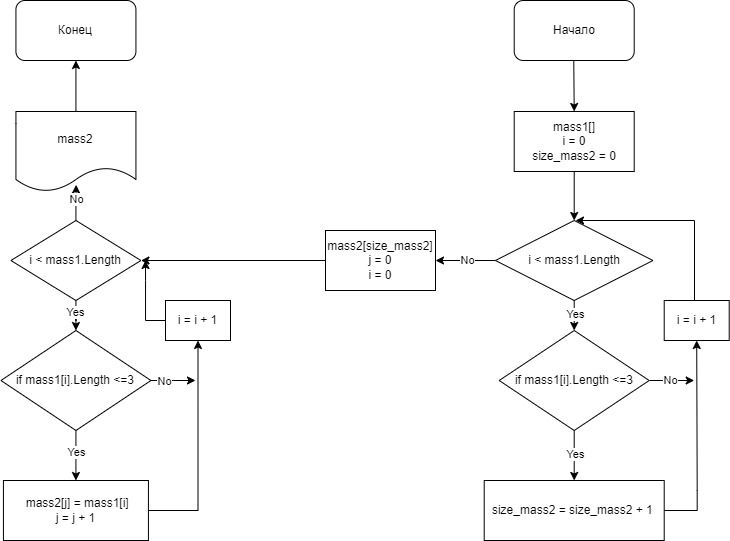 Конец
Начало
mass2
mass1[]
i = 0
size_mass2 = 0
No
i < mass1.Length
mass2[size_mass2]
j = 0
i = 0
No
i < mass1.Length
Yes
i = i + 1
Yes
i = i + 1
if mass1[i].Length <=3
No
if mass1[i].Length <=3
No
Yes
Yes
mass2[j] = mass1[i]
j = j + 1
size_mass2 = size_mass2 + 1